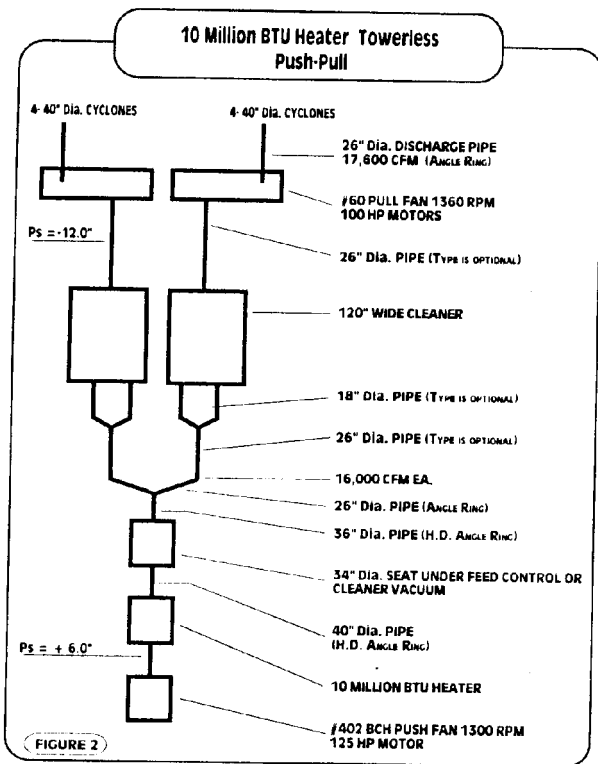 10 Million BTU Heater Towerless
Push-Pull
4- 40" Dia. CYCLONES
4- 40" Dia. CYCLONES
26" Dia. DISCHARGE PIPE
17,600 CFM (ANGLE RING)
#60 PULL FAN 1360 RPM
100 HP MOTORS
Ps = -12.0"
26" Dia. PIPE (TYPE IS OPTIONAL)
120" WIDE CLEANER
18" Dia. PIPE (TYPE IS OPTIONAL)
26" Dia. PIPE (TYPE IS OPTIONAL)
16,000 CFM EA.
26" Dia. PIPE (ANGLE RING)
36" Dia. PIPE (H.D. ANGLE RING)
34" Dia. SEAT UNDER FEED CONTROL OR
CLEANER VACUUM
40" Dia. PIPE
(H.D. ANGLE RING)
Ps = + 6.0"
10 MILLION BTU HEATER
#402 BCH PUSH FAN 1300 RPM
125 HP MOTOR
FIGURE 2